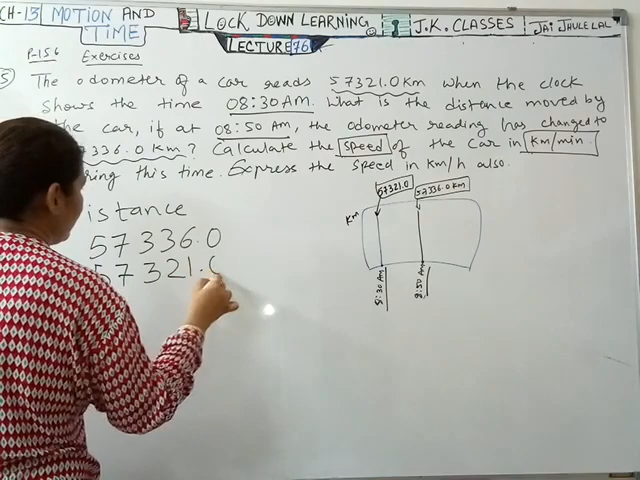 CH-13 MOTION AND TIME
LOCK DOWN LEARNING
J.K. CLASSES
JAI JHULELAL
LECTURE 76
P-156 Exercises
5 The odometer of a car reads 57321.0 Km when the clock
shows the time 08:30 AM. What is the distance moved by
the car, if at 08:50 AM, the odometer reading has changed to
7336.0 Km? Calculate the speed of the car in km/min.
ring this time. Express the speed in Km/h also.
istance
57336.0
57321.0
Km
57321.0
57336.0 KM
8:30 AM
8:50 AM